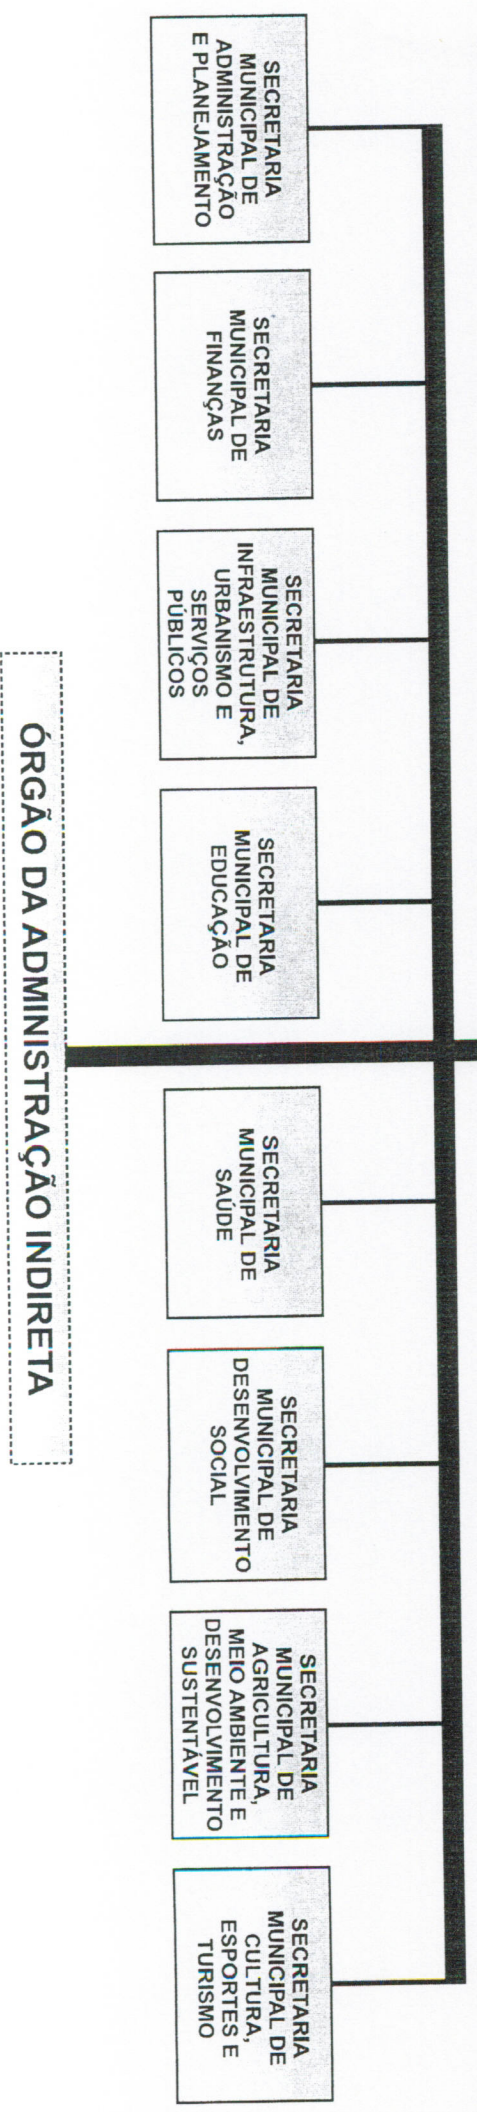 SECRETARIA
MUNICIPAL DE
ADMINISTRAÇÃO
E PLANEJAMENTO
SECRETARIA
MUNICIPAL DE
FINANÇAS
SECRETARIA
MUNICIPAL DE
INFRAESTRUTURA,
URBANISMO E
SERVIÇOS
PÚBLICOS
SECRETARIA
MUNICIPAL DE
EDUCAÇÃO
SECRETARIA
MUNICIPAL DE
SAÚDE
SECRETARIA
MUNICIPAL DE
DESENVOLVIMENTO
SOCIAL
SECRETARIA
MUNICIPAL DE
AGRICULTURA,
MEIO AMBIENTE E
DESENVOLVIMENTO
SUSTENTÁVEL
SECRETARIA
MUNICIPAL DE
CULTURA,
ESPORTES E
TURISMO
ÓRGÃO DA ADMINISTRAÇÃO INDIRETA